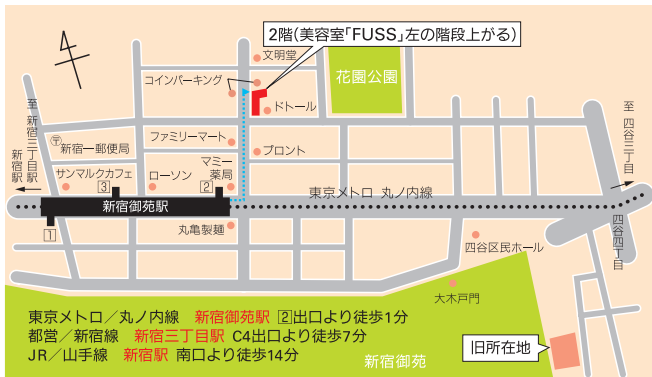 2階(美容室「FUSS」左の階段上がる)
文明堂
コインパーキング
花園公園
ドトール
至 新宿三丁目駅
新宿駅
〒新宿一郵便局
ファミリーマート
プロント
至 四谷三丁目
サンマルクカフェ
ローソン
マミー
薬局
3
2
東京メトロ 丸ノ内線
新宿御苑駅
1
丸亀製麺
四谷区民ホール
四谷四丁目
大木戸門
東京メトロ／丸ノ内線 新宿御苑駅 2出口より徒歩1分
都営／新宿線 新宿三丁目駅 C4出口より徒歩7分
JR／山手線 新宿駅 南口より徒歩14分
新宿御苑
旧所在地